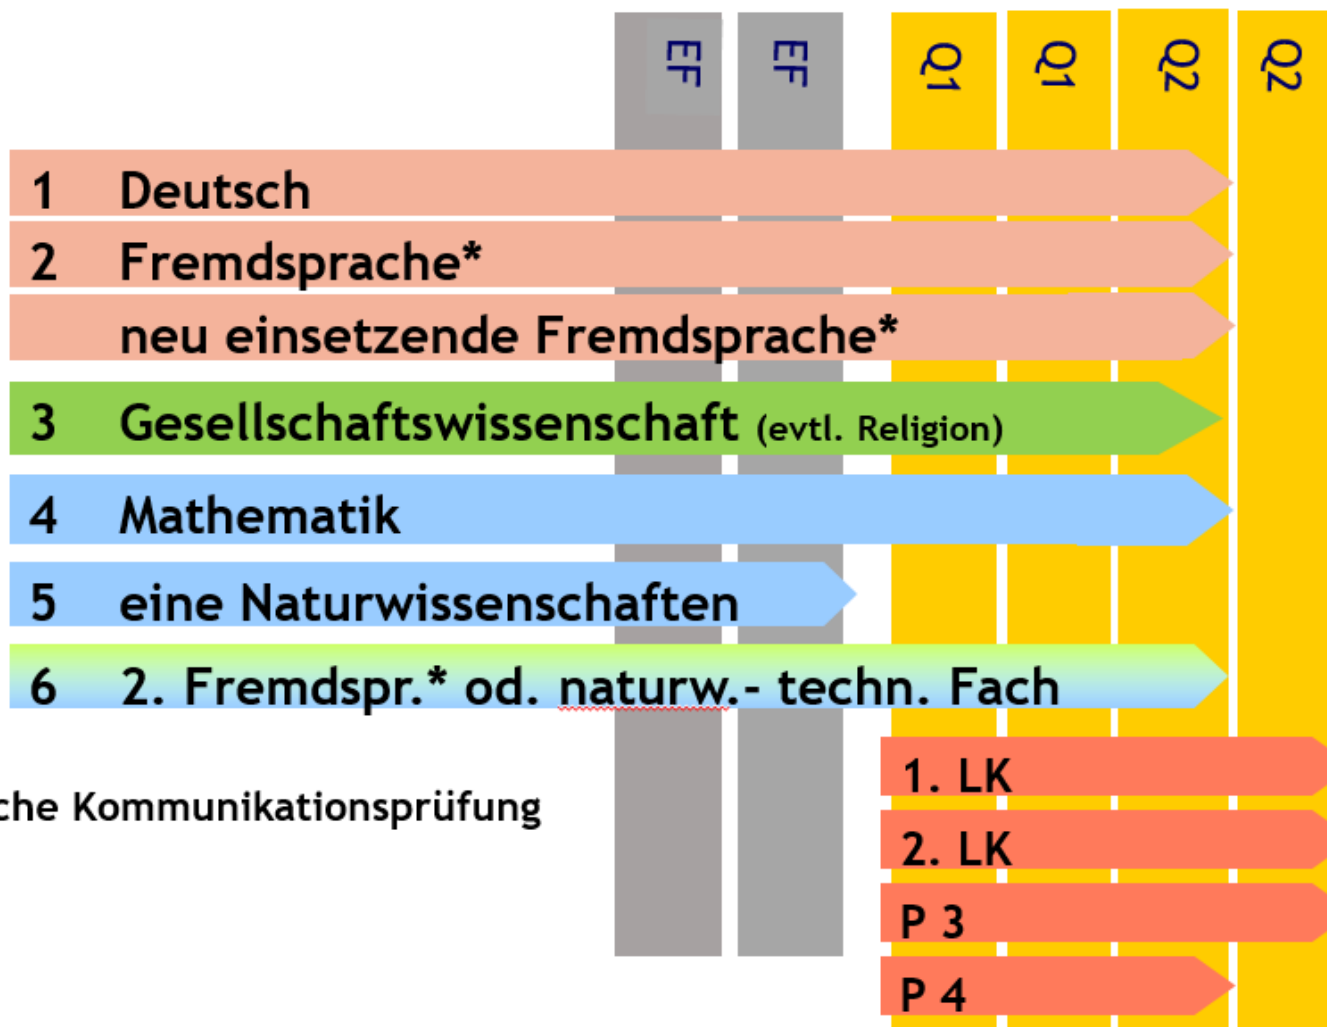 EF EF Q1 Q1 Q2 Q2
1 Deutsch
2 Fremdsprache*
neu einsetzende Fremdsprache*
3 Gesellschaftswissenschaft (evtl. Religion)
4 Mathematik
5 eine Naturwissenschaften
6 2. Fremdspr.* od. naturw.- techn. Fach
1. LK
che Kommunikationsprüfung
2. LK
P 3
P 4